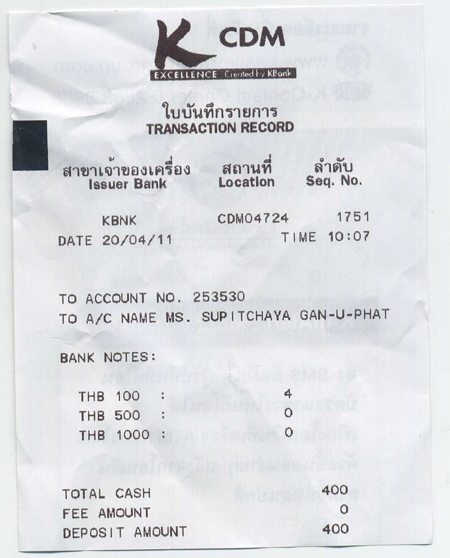 K CDM
EXCELLENCE Created by KBank
ใบบันทึกรายการ
TRANSACTION RECORD
สาขาเจ้าของเครื่อง สถานที่ ลำดับ
Issuer Bank Location Seq. No.
KBNK CDM04724 1751
DATE 20/04/11 TIME 10:07
TO ACCOUNT NO. 253530
TO A/C NAME MS. SUPITCHAYA GAN-U-PHAT
BANK NOTES:
THB 100 : 4
THB 500 : 0
THB 1000 : 0
TOTAL CASH 400
FEE AMOUNT 0
DEPOSIT AMOUNT 400